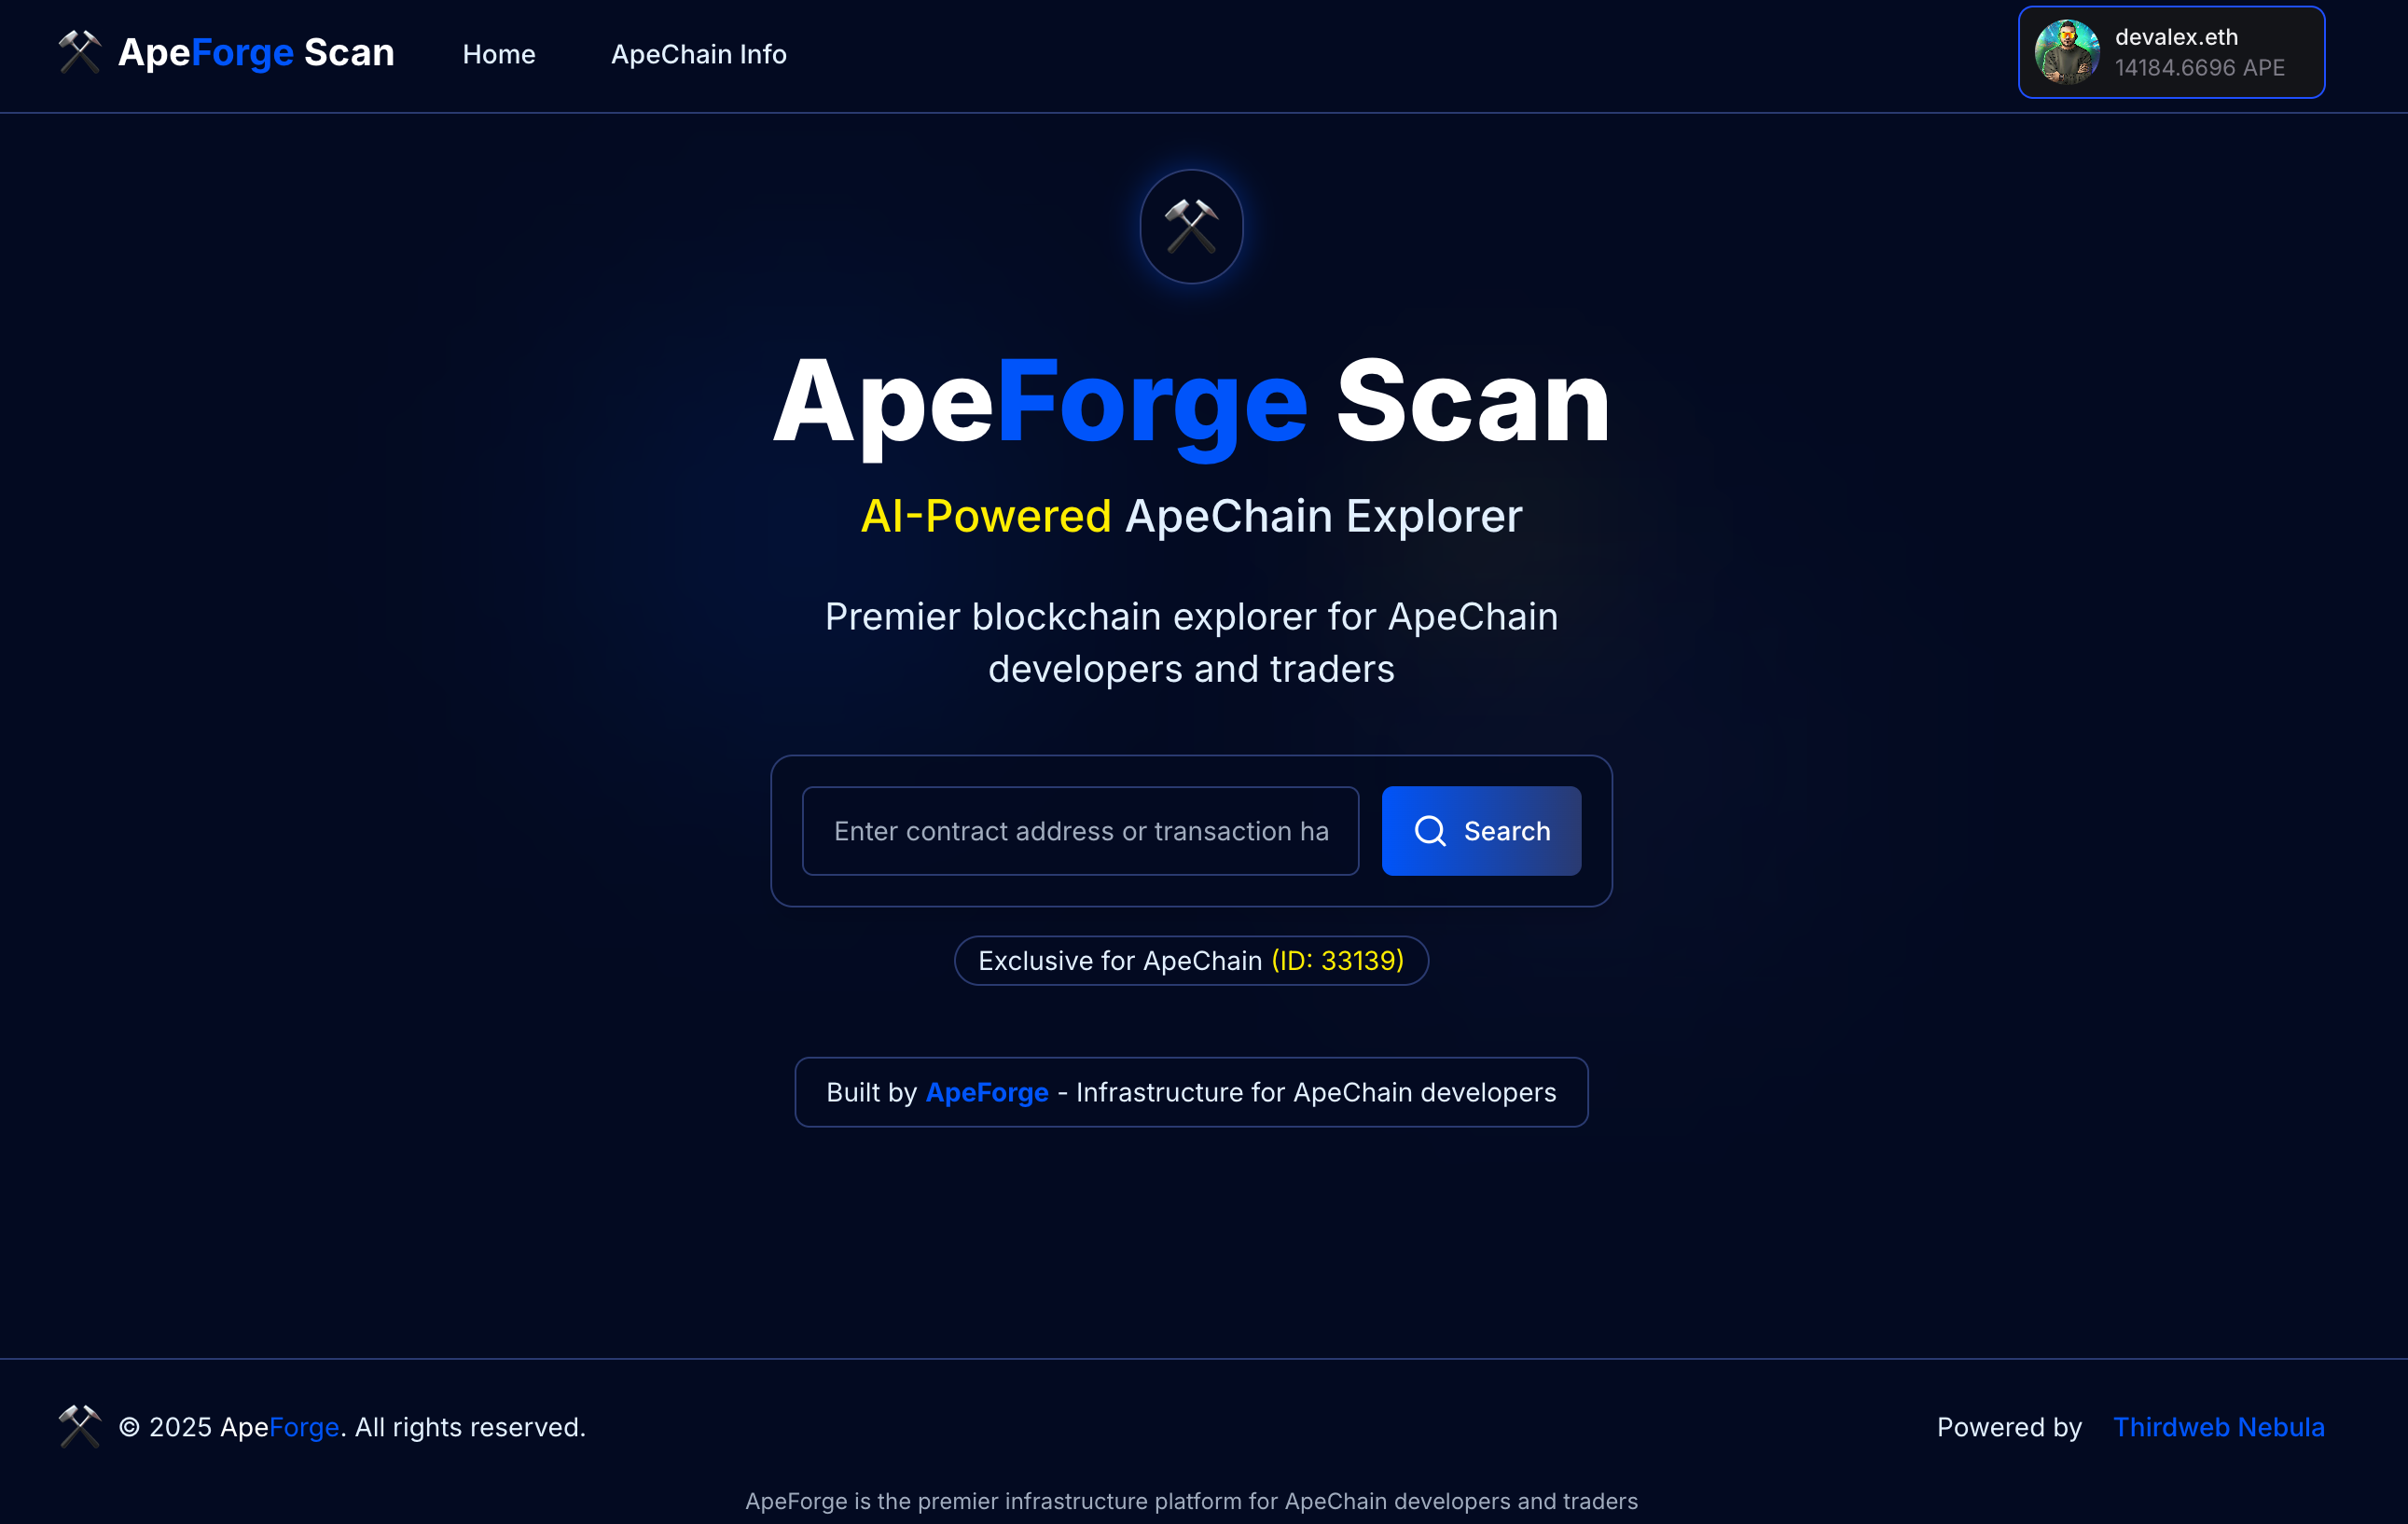 ApeForge Scan
Home
ApeChain Info
devalex.eth
14184.6696 APE
ApeForge Scan
AI-Powered ApeChain Explorer
Premier blockchain explorer for ApeChain
developers and traders
Enter contract address or transaction ha
Search
Exclusive for ApeChain (ID: 33139)
Built by ApeForge - Infrastructure for ApeChain developers
© 2025 ApeForge. All rights reserved.
Powered by Thirdweb Nebula
ApeForge is the premier infrastructure platform for ApeChain developers and traders